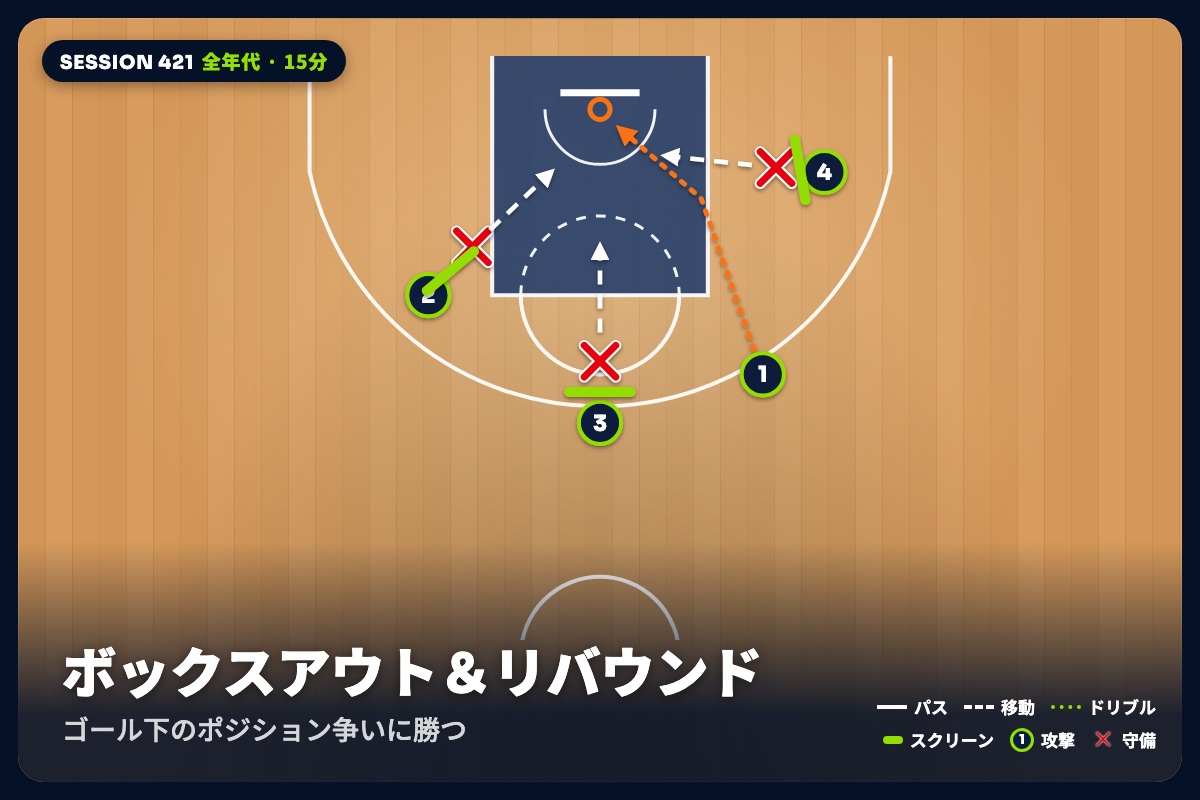 SESSION 421 全年代・15分
4
2
1
3
ボックスアウト＆リバウンド
ゴール下のポジション争いに勝つ
パス 移動 ドリブル
スクリーン 1 攻撃 守備